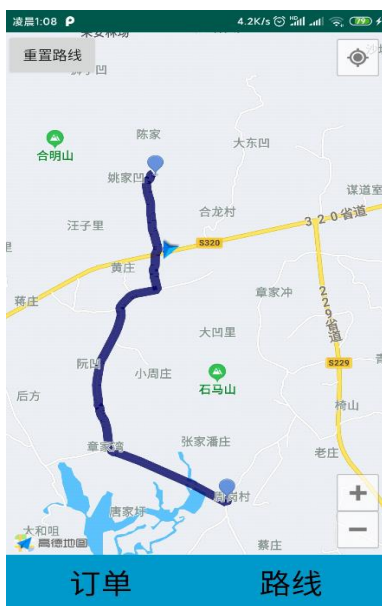 凌晨1:08
4.2K/s
79
重置路线
陈家
大东凹
合明山
姚家凹
谋道室
汪子里
合龙村
320省道
S320
黄庄
蒋庄
章家冲
229省道
大凹里
阮凹
小周庄
石马山
S229
后方
椅山
章家湾
张家潘庄
老庄
唐家圩
大和咀
高德地图
蔡庄
订单
路线